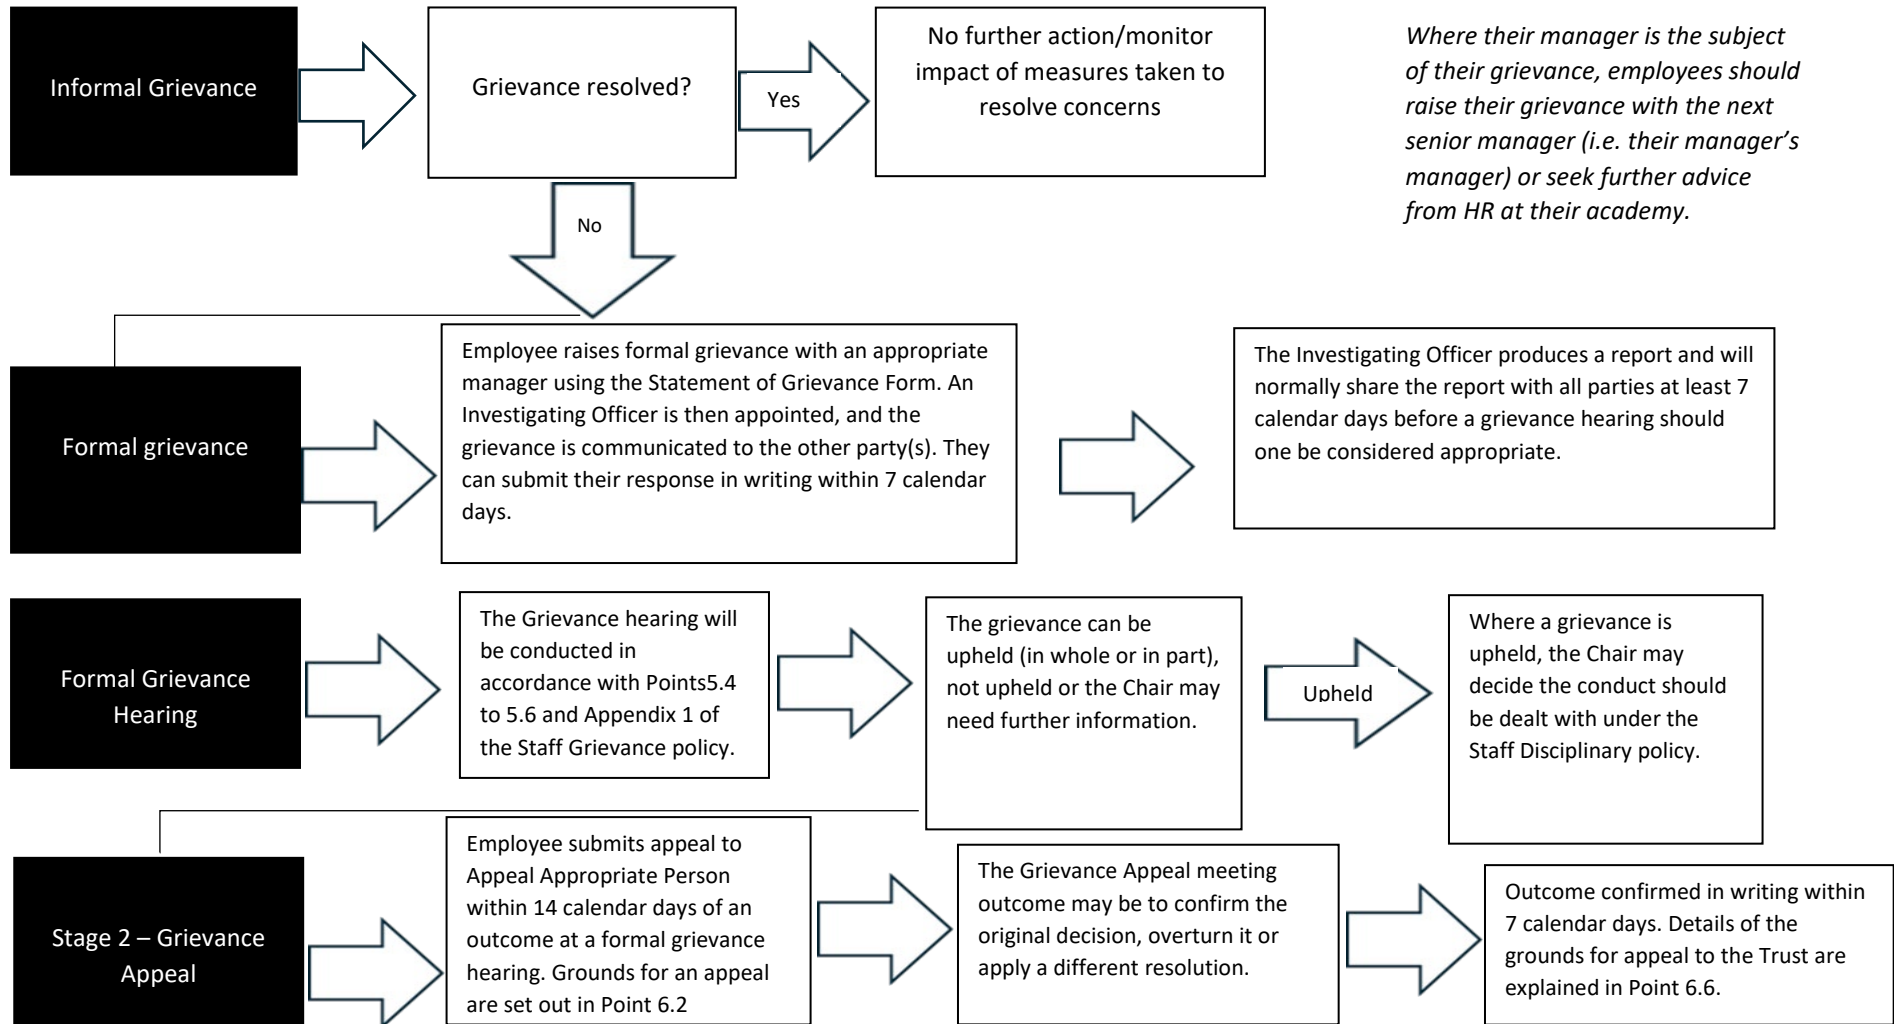 Informal Grievance
Grievance resolved?
Yes
No further action/monitor
impact of measures taken to
resolve concerns
Where their manager is the subject
of their grievance, employees should
raise their grievance with the next
senior manager (i.e. their manager’s
manager) or seek further advice
from HR at their academy.
No
Formal grievance
Employee raises formal grievance with an appropriate
manager using the Statement of Grievance Form. An
Investigating Officer is then appointed, and the
grievance is communicated to the other party(s). They
can submit their response in writing within 7 calendar
days.
The Investigating Officer produces a report and will
normally share the report with all parties at least 7
calendar days before a grievance hearing should
one be considered appropriate.
Formal Grievance
Hearing
The Grievance hearing will
be conducted in
accordance with Points5.4
to 5.6 and Appendix 1 of
the Staff Grievance policy.
The grievance can be
upheld (in whole or in part),
not upheld or the Chair may
need further information.
Upheld
Where a grievance is
upheld, the Chair may
decide the conduct should
be dealt with under the
Staff Disciplinary policy.
Stage 2 – Grievance
Appeal
Employee submits appeal to
Appeal Appropriate Person
within 14 calendar days of an
outcome at a formal grievance
hearing. Grounds for an appeal
are set out in Point 6.2
The Grievance Appeal meeting
outcome may be to confirm the
original decision, overturn it or
apply a different resolution.
Outcome confirmed in writing within
7 calendar days. Details of the
grounds for appeal to the Trust are
explained in Point 6.6.